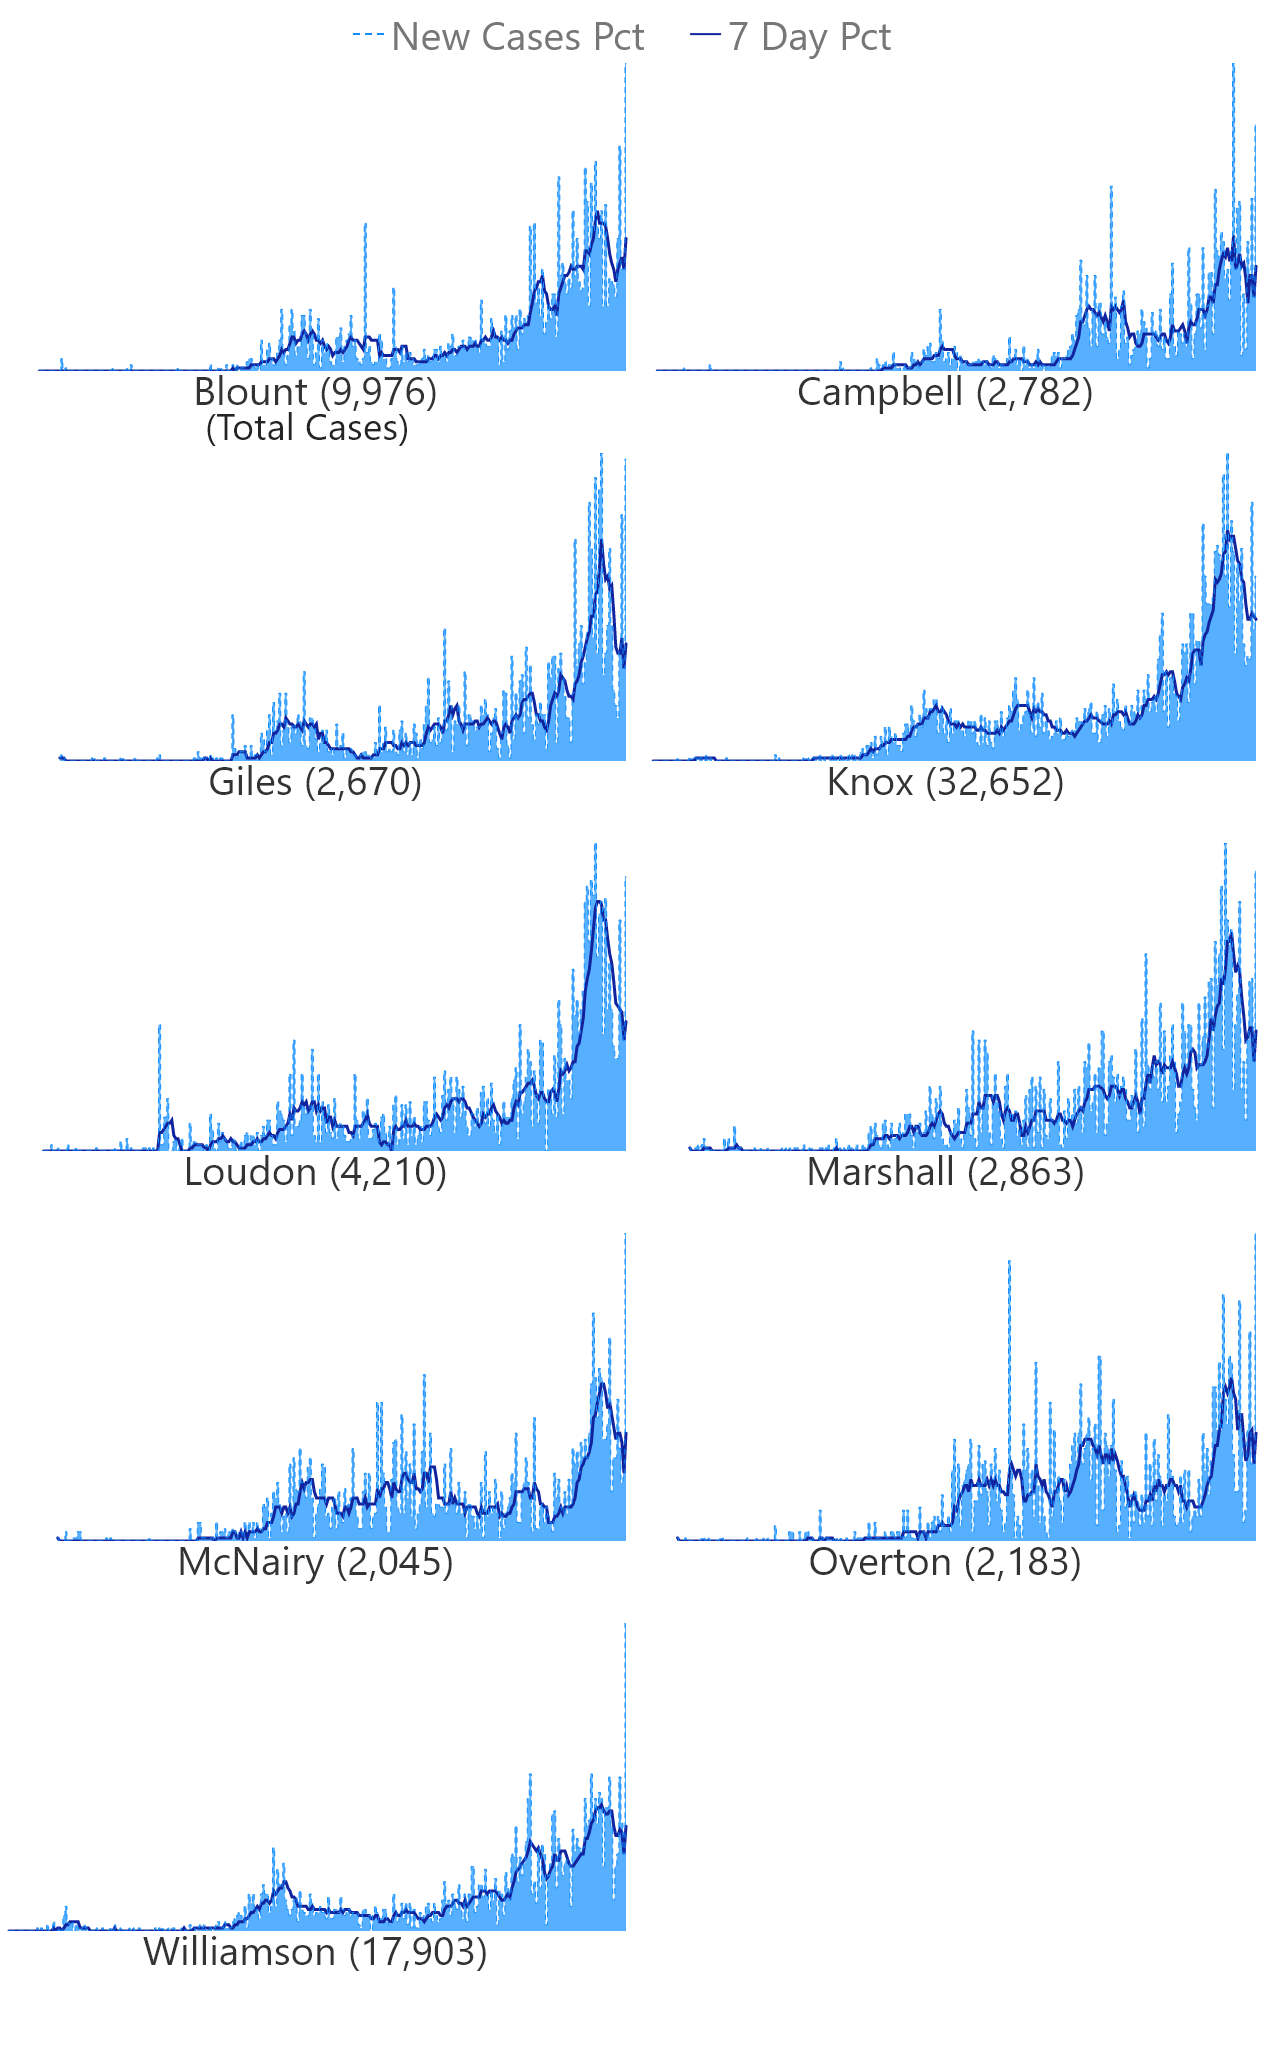 New Cases Pct 7 Day Pct
Blount (9,976) Campbell (2,782)
(Total Cases)
Giles (2,670) Knox (32,652)
Loudon (4,210) Marshall (2,863)
McNairy (2,045) Overton (2,183)
Williamson (17,903)